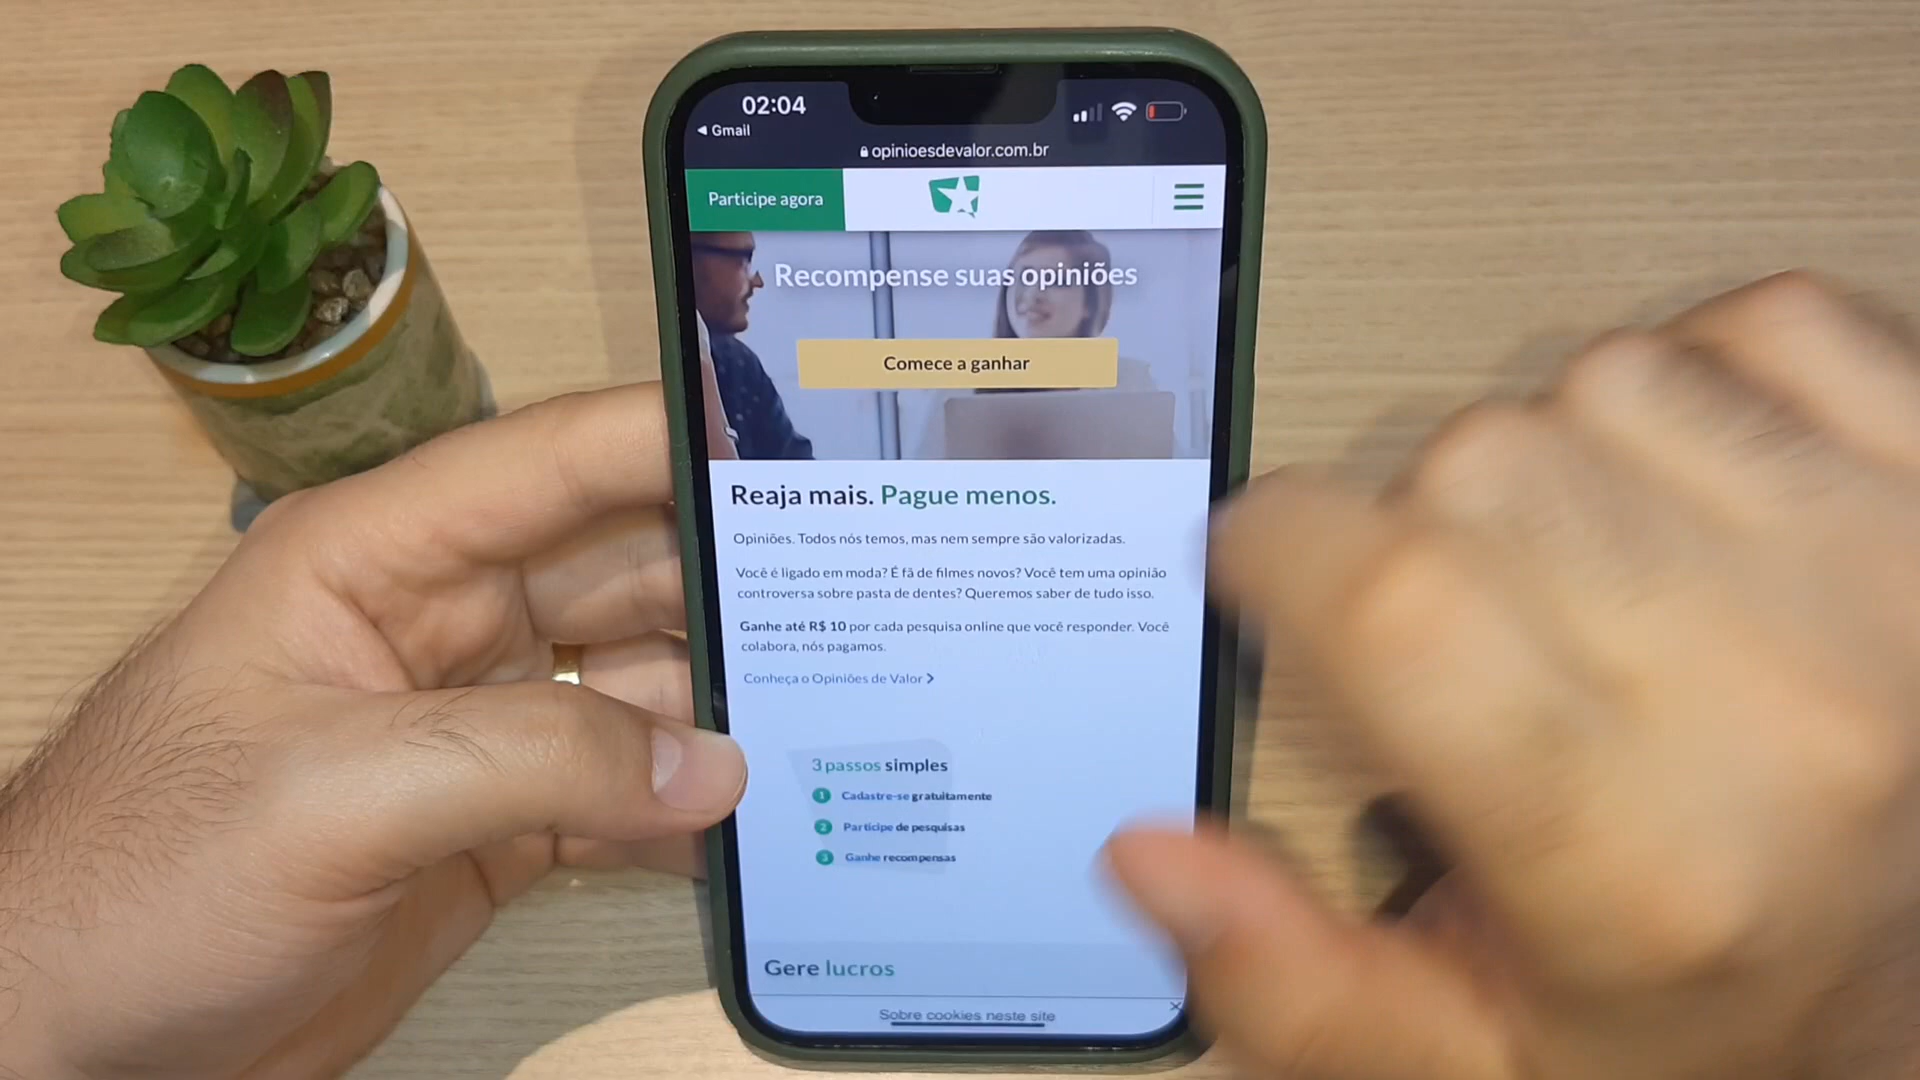 02:04
Gmail
opinioesdevalor.com.br
Participe agora
Recompense suas opiniões
Comece a ganhar
Reaja mais. Pague menos.
Opiniões. Todos nós temos, mas nem sempre são valorizadas.
Você é ligado em moda? É fã de filmes novos? Você tem uma opinião
controversa sobre pasta de dentes? Queremos saber de tudo isso.
Ganhe até R$ 10 por cada pesquisa online que você responder. Você
colabora, nós pagamos.
Conheça o Opiniões de Valor
3 passos simples
1 Cadastre-se gratuitamente
2 Participe de pesquisas
3 Ganhe recompensas
Gere lucros
Sobre cookies neste site